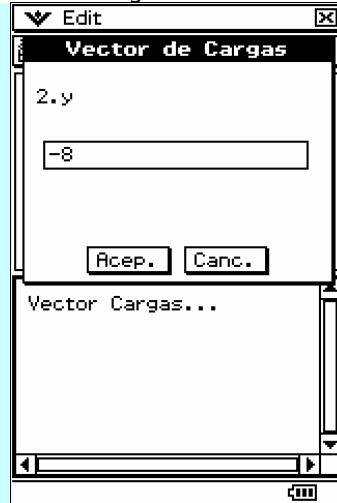 Edit
Vector de Cargas
2.y
-8
Acep. Canc.
Vector Cargas...